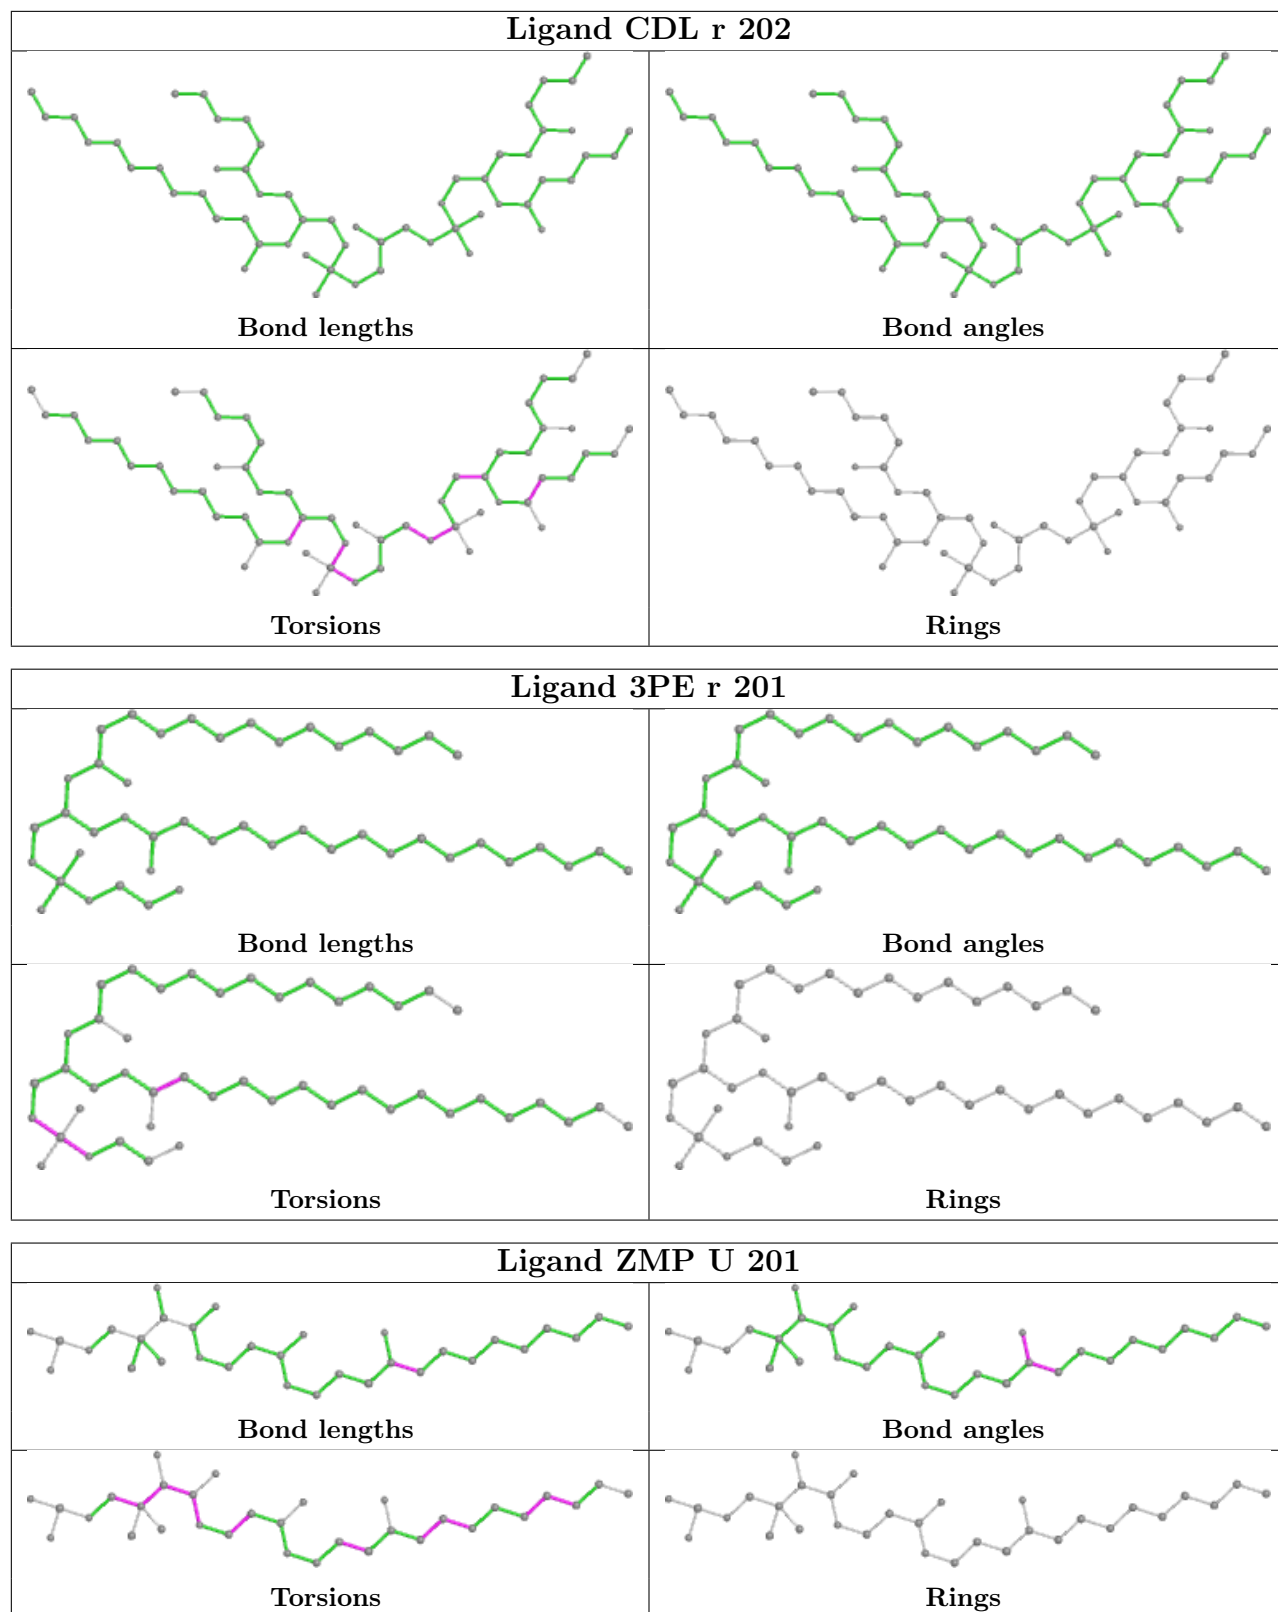 Ligand CDL r 202
Bond lengths
Bond angles
Torsions
Rings
Ligand 3PE r 201
Bond lengths
Bond angles
Torsions
Rings
Ligand ZMP U 201
Bond lengths
Bond angles
Torsions
Rings